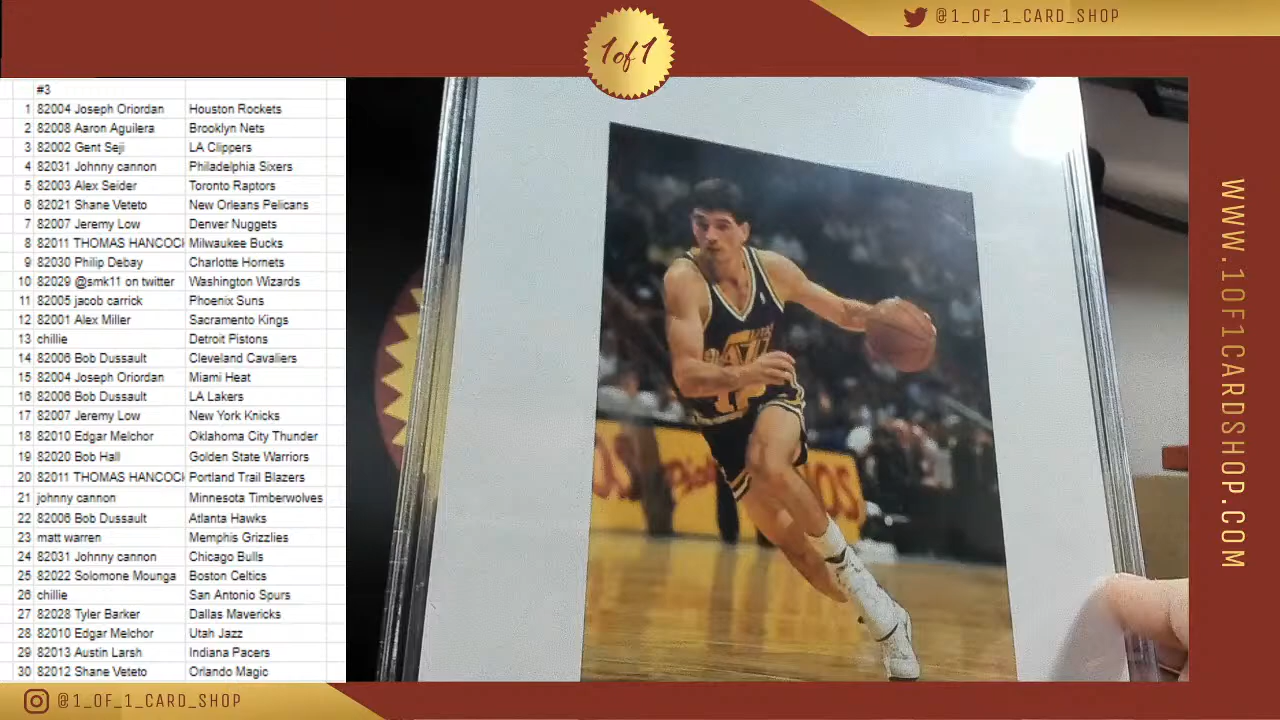 @1_OF_1_CARD_SHOP
1of1
#3
1 82004 Joseph Oriordan Houston Rockets
2 82008 Aaron Aguilera Brooklyn Nets
3 82002 Gent Seji LA Clippers
4 82031 Johnny cannon Philadelphia Sixers
5 82003 Alex Seider Toronto Raptors
6 82021 Shane Veteto New Orleans Pelicans
7 82007 Jeremy Low Denver Nuggets
8 82011 THOMAS HANCOCK Milwaukee Bucks
9 82030 Philip Debay Charlotte Hornets
10 82029 @smk11 on twitter Washington Wizards
11 82005 jacob carrick Phoenix Suns
12 82001 Alex Miller Sacramento Kings
13 chillie Detroit Pistons
14 82006 Bob Dussault Cleveland Cavaliers
15 82004 Joseph Oriordan Miami Heat
16 82006 Bob Dussault LA Lakers
17 82007 Jeremy Low New York Knicks
18 82010 Edgar Melchor Oklahoma City Thunder
19 82020 Bob Hall Golden State Warriors
20 82011 THOMAS HANCOCK Portland Trail Blazers
21 johnny cannon Minnesota Timberwolves
22 82006 Bob Dussault Atlanta Hawks
23 matt warren Memphis Grizzlies
24 82031 Johnny cannon Chicago Bulls
25 82022 Solomone Mounga Boston Celtics
26 chillie San Antonio Spurs
27 82028 Tyler Barker Dallas Mavericks
28 82010 Edgar Melchor Utah Jazz
29 82013 Austin Larsh Indiana Pacers
30 82012 Shane Veteto Orlando Magic
JAZZ
12
WWW.1OF1CARDSHOP.COM
@1_OF_1_CARD_SHOP